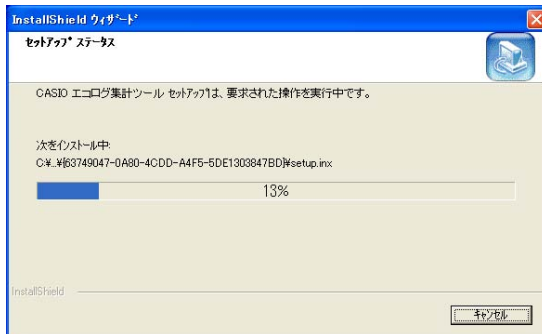 InstallShield ウィザード
セットアップ ステータス
CASIO エコログ集計ツール セットアップは、要求された操作を実行中です。
次をインストール中:
C:¥..¥{63749047-0A80-4CDD-A4F5-5DE1303847BD}¥setup.inx
13%
InstallShield
キャンセル